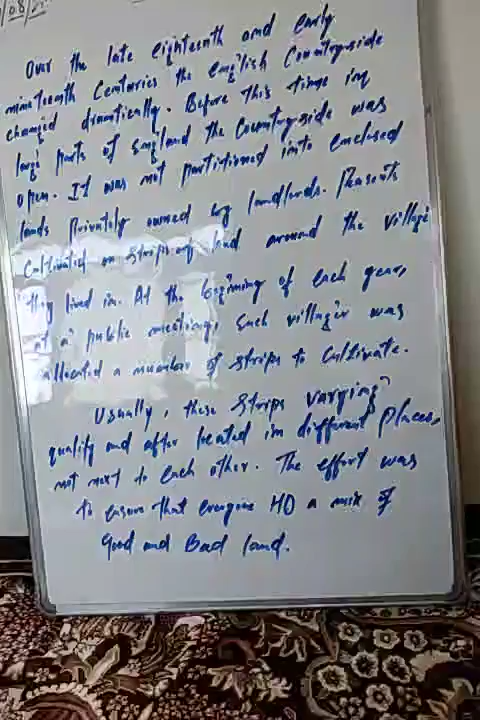 /08/2
Over the late eighteenth and early
nineteenth Centuries the english Countryside
changed dramatically. Before this time in
large parts of England the Countryside was
open. It was not partitioned into enclosed
lands Privately owned by landlords. Peasents
Cultivated on strips of land around the village
they lived in. At the beginning of each year,
at a public meeting, each villager was
allocated a number of strips to Cultivate.
Usually, these strips varying
quality and often located in different places,
not next to each other. The effort was
to ensure that everyone HD a mix of
Good and Bad land.